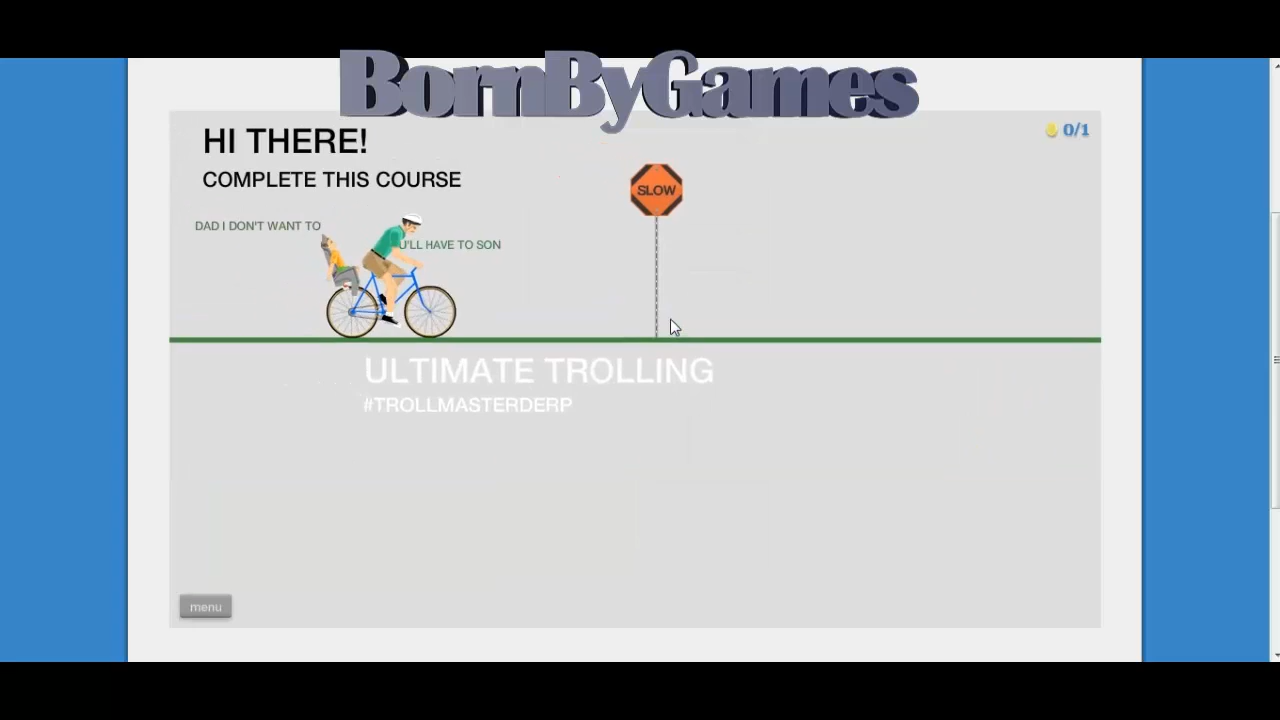 BornByGames
HI THERE!
0/1
COMPLETE THIS COURSE
SLOW
DAD I DON'T WANT TO
U'LL HAVE TO SON
ULTIMATE TROLLING
#TROLLMASTERDERP
menu